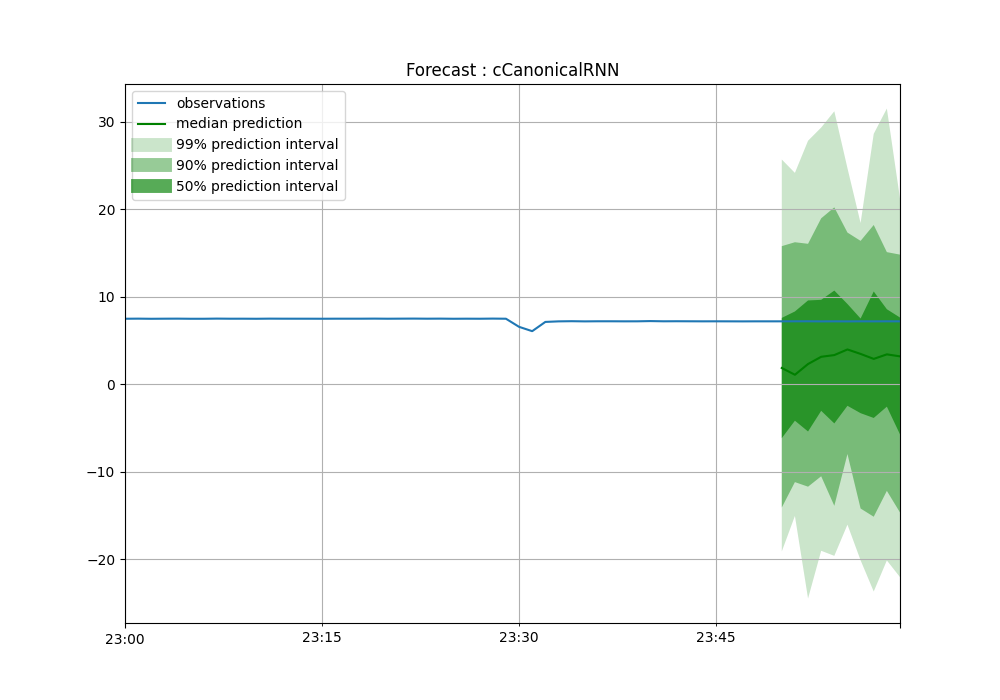 Forecast : cCanonicalRNN
observations
median prediction
99% prediction interval
90% prediction interval
50% prediction interval
30
20
10
0
−10
−20
23:00
23:15
23:30
23:45